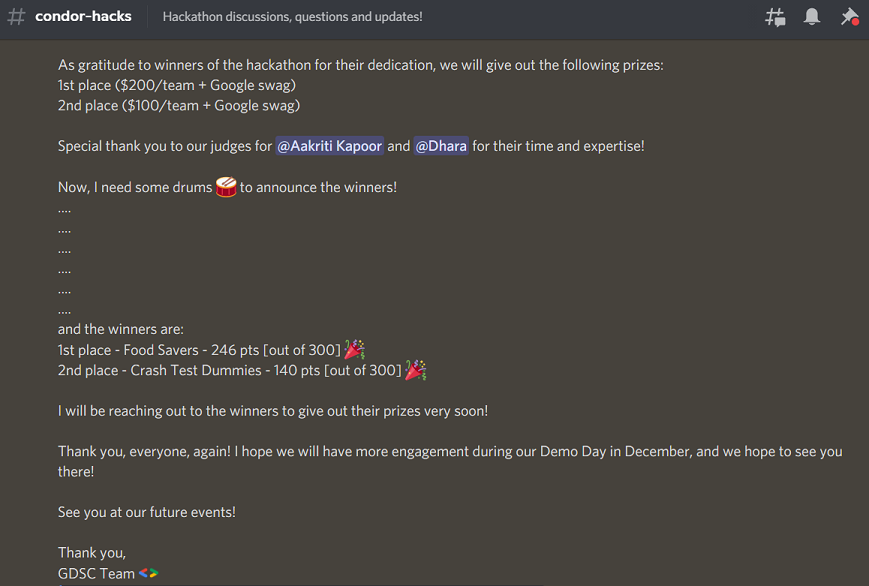 condor-hacks Hackathon discussions, questions and updates!
As gratitude to winners of the hackathon for their dedication, we will give out the following prizes:
1st place ($200/team + Google swag)
2nd place ($100/team + Google swag)
Special thank you to our judges for @Aakriti Kapoor and @Dhara for their time and expertise!
Now, I need some drums 🥁 to announce the winners!
....
....
....
....
....
....
and the winners are:
1st place - Food Savers - 246 pts [out of 300] 🎉
2nd place - Crash Test Dummies - 140 pts [out of 300] 🎉
I will be reaching out to the winners to give out their prizes very soon!
Thank you, everyone, again! I hope we will have more engagement during our Demo Day in December, and we hope to see you
there!
See you at our future events!
Thank you,
GDSC Team